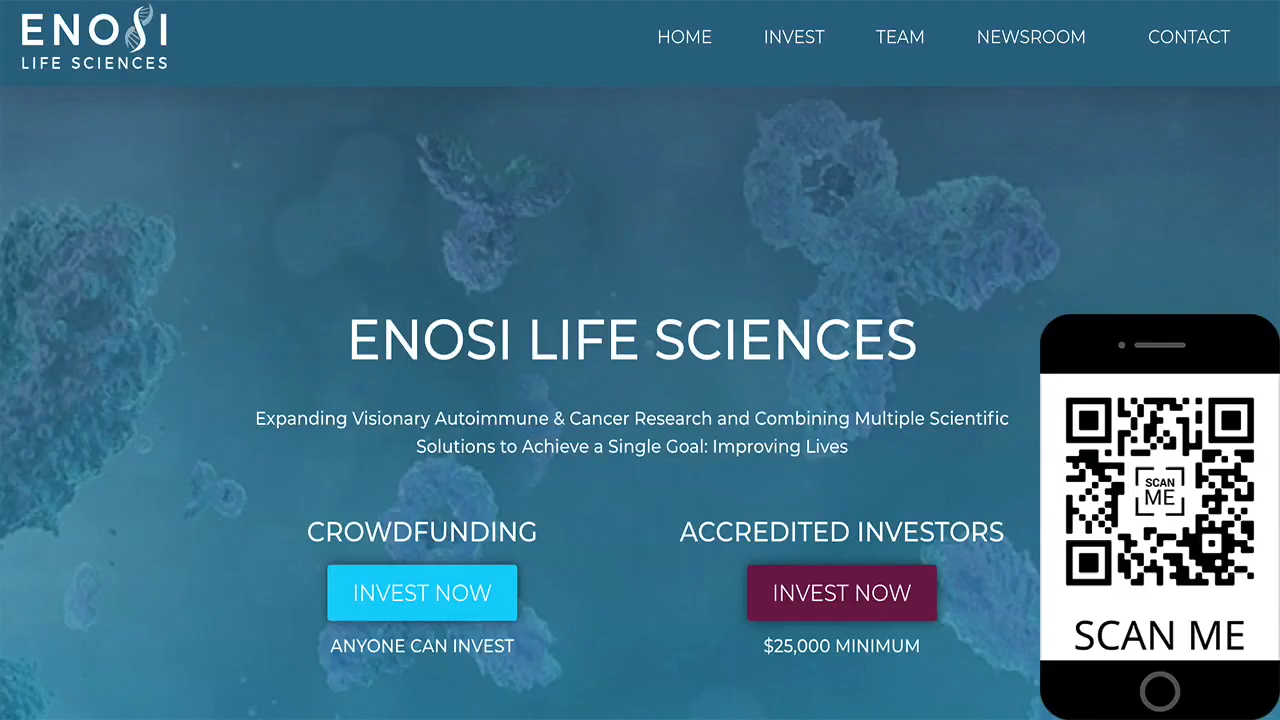 ENOSI
LIFE SCIENCES
HOME INVEST TEAM NEWSROOM CONTACT
ENOSI LIFE SCIENCES
Expanding Visionary Autoimmune & Cancer Research and Combining Multiple Scientific
Solutions to Achieve a Single Goal: Improving Lives
CROWDFUNDING
INVEST NOW
ANYONE CAN INVEST
ACCREDITED INVESTORS
INVEST NOW
$25,000 MINIMUM
SCAN
ME
SCAN ME